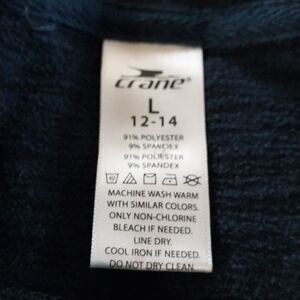 crane®
L
12-14
91% POLYESTER
9% SPANDEX
91% POLYESTER
9% SPANDEX
MACHINE WASH WARM
WITH SIMILAR COLORS.
ONLY NON-CHLORINE
BLEACH IF NEEDED.
LINE DRY.
COOL IRON IF NEEDED.
DO NOT DRY CLEAN